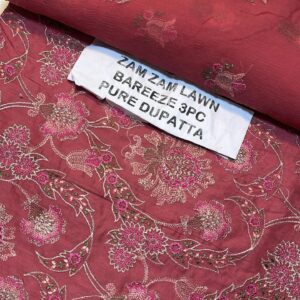 ZAM ZAM LAWN
BAREEZE 3PC
PURE DUPATTA